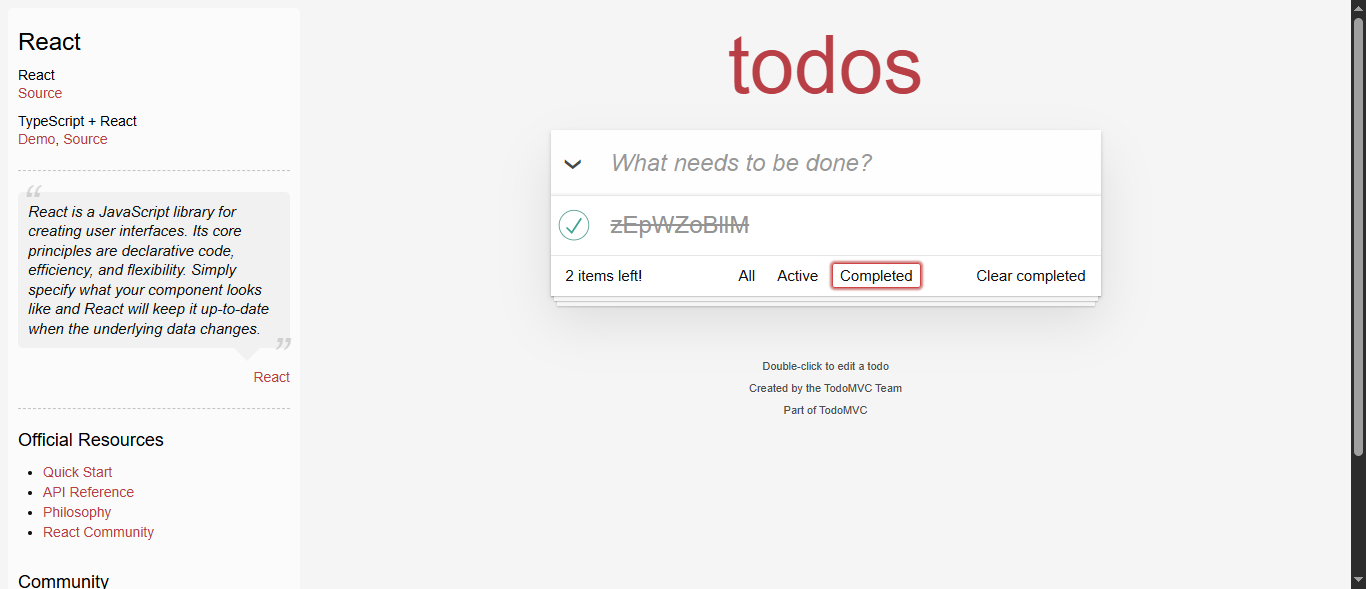 React
React
Source
TypeScript + React
Demo, Source
“
React is a JavaScript library for
creating user interfaces. Its core
principles are declarative code,
efficiency, and flexibility. Simply
specify what your component looks
like and React will keep it up-to-date
when the underlying data changes.
”
React
Official Resources
• Quick Start
• API Reference
• Philosophy
• React Community
Community
todos
What needs to be done?
zEpWZoBIIM
2 items left!
All
Active
Completed
Clear completed
Double-click to edit a todo
Created by the TodoMVC Team
Part of TodoMVC